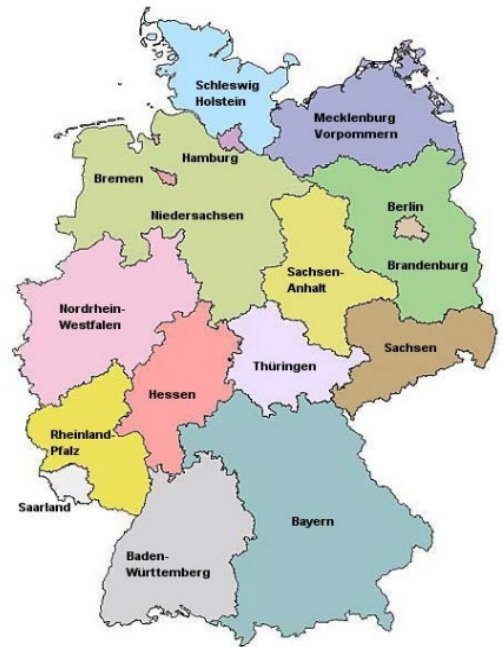 Schleswig
Holstein
Mecklenburg
Vorpommern
Hamburg
Bremen
Niedersachsen
Berlin
Brandenburg
Sachsen-
Anhalt
Nordrhein-
Westfalen
Sachsen
Thüringen
Hessen
Rheinland-
Pfalz
Saarland
Bayern
Baden-
Württemberg